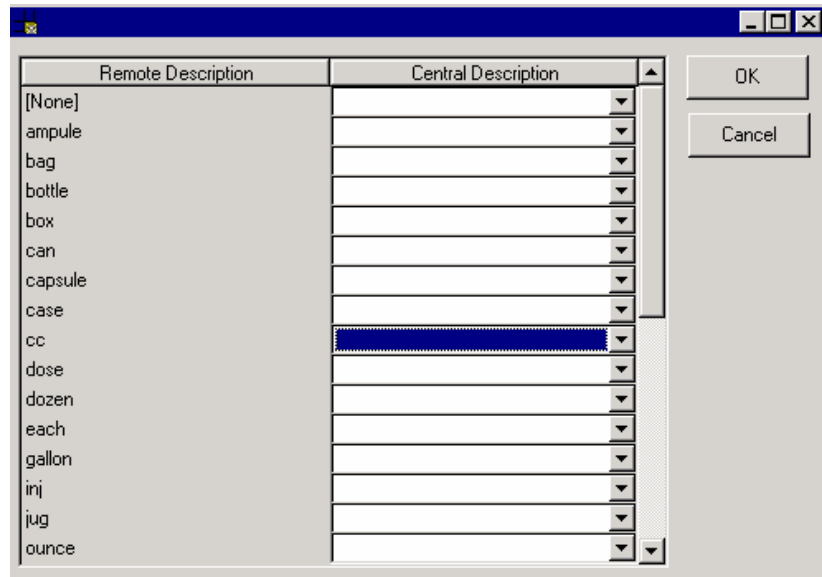 Remote Description Central Description
OK
[None]
ampule
Cancel
bag
bottle
box
can
capsule
case
cc
dose
dozen
each
gallon
inj
jug
ounce